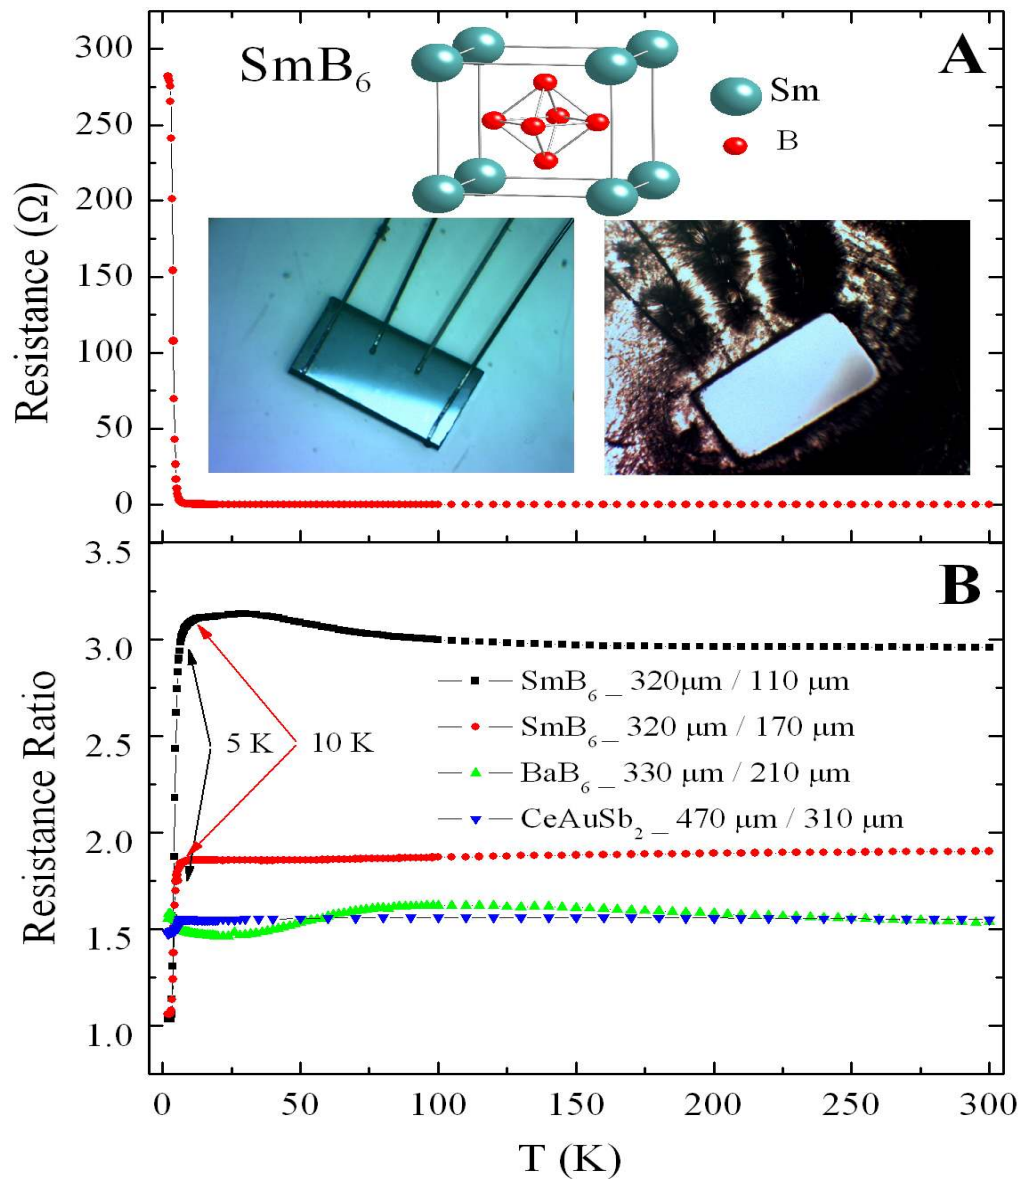 SmB6
A
Sm
B
300
250
200
150
100
50
0
Resistance (Ω)
B
3.5
3.0
2.5
2.0
1.5
1.0
Resistance Ratio
SmB6_ 320μm / 110 μm
SmB6_ 320 μm / 170 μm
BaB6_ 330 μm / 210 μm
CeAuSb2_ 470 μm / 310 μm
5 K
10 K
0 50 100 150 200 250 300
T (K)